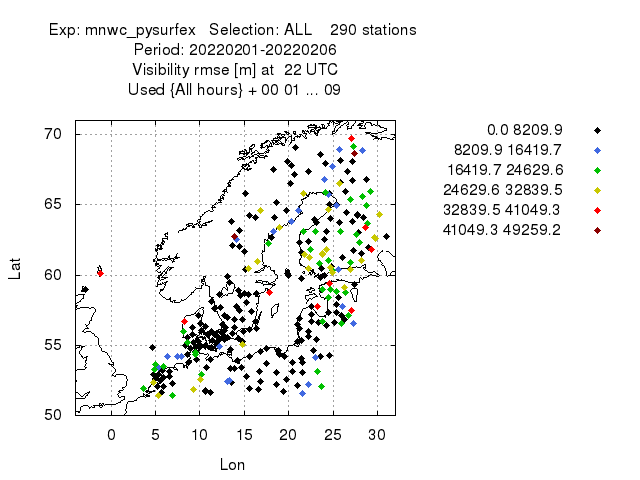 Exp: mnwc_pysurfex   Selection: ALL    290 stations
Period: 20220201-20220206
Visibility rmse [m] at  22 UTC
Used {All hours} + 00 01 ... 09
70
65
60
55
50
Lat
0 5 10 15 20 25 30
Lon
0.0 8209.9
8209.9 16419.7
16419.7 24629.6
24629.6 32839.5
32839.5 41049.3
41049.3 49259.2